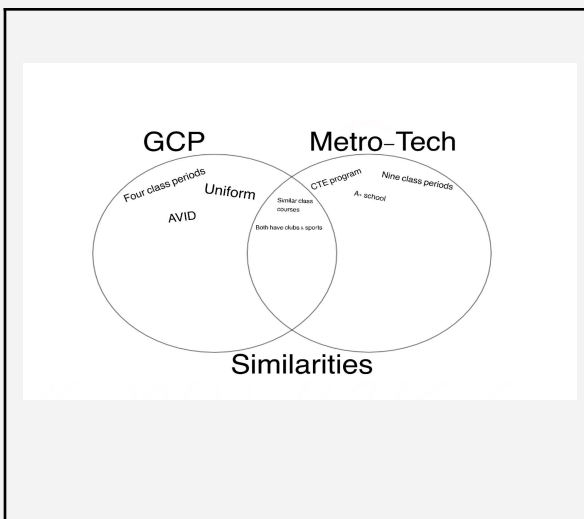 GCP
Metro-Tech
Four class periods
Uniform
AVID
Similar class
courses
Both have clubs & sports
CTE program
Nine class periods
A+ school
Similarities